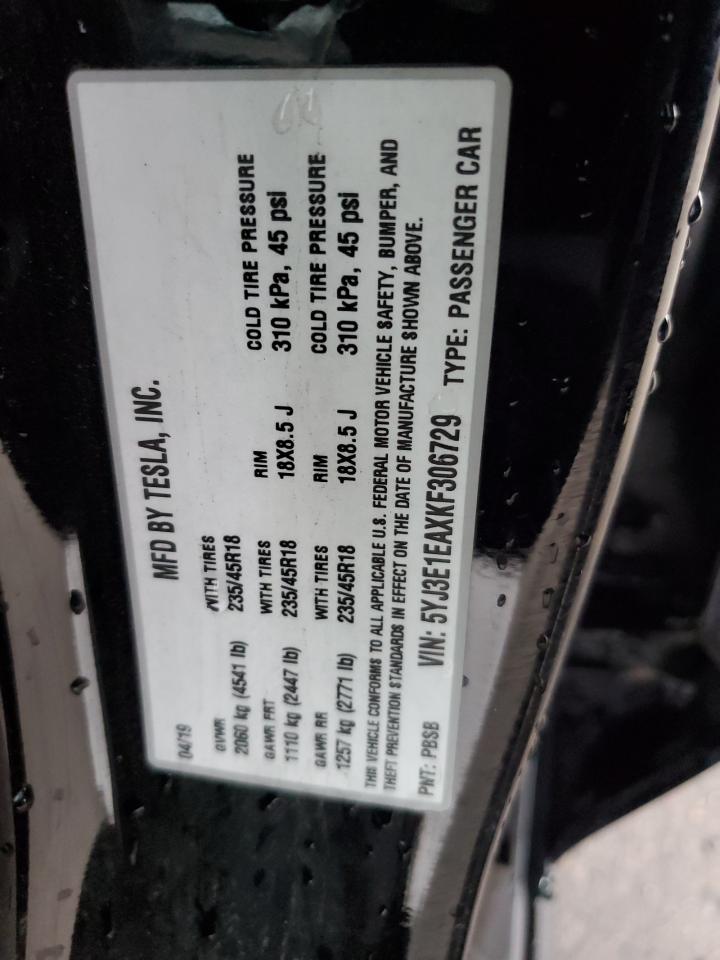 MFD BY TESLA, INC.
04/19
GVWR WITH TIRES
2060 kg (4541 lb) 235/45R18
GAWR FRT WITH TIRES RIM COLD TIRE PRESSURE
1110 kg (2447 lb) 235/45R18 18X8.5 J 310 kPa, 45 psi
GAWR RR WITH TIRES RIM COLD TIRE PRESSURE
1257 kg (2771 lb) 235/45R18 18X8.5 J 310 kPa, 45 psi
THIS VEHICLE CONFORMS TO ALL APPLICABLE U.S. FEDERAL MOTOR VEHICLE SAFETY, BUMPER, AND
THEFT PREVENTION STANDARDS IN EFFECT ON THE DATE OF MANUFACTURE SHOWN ABOVE.
PNT: PBSB VIN: 5YJ3E1EAXKF306729 TYPE: PASSENGER CAR